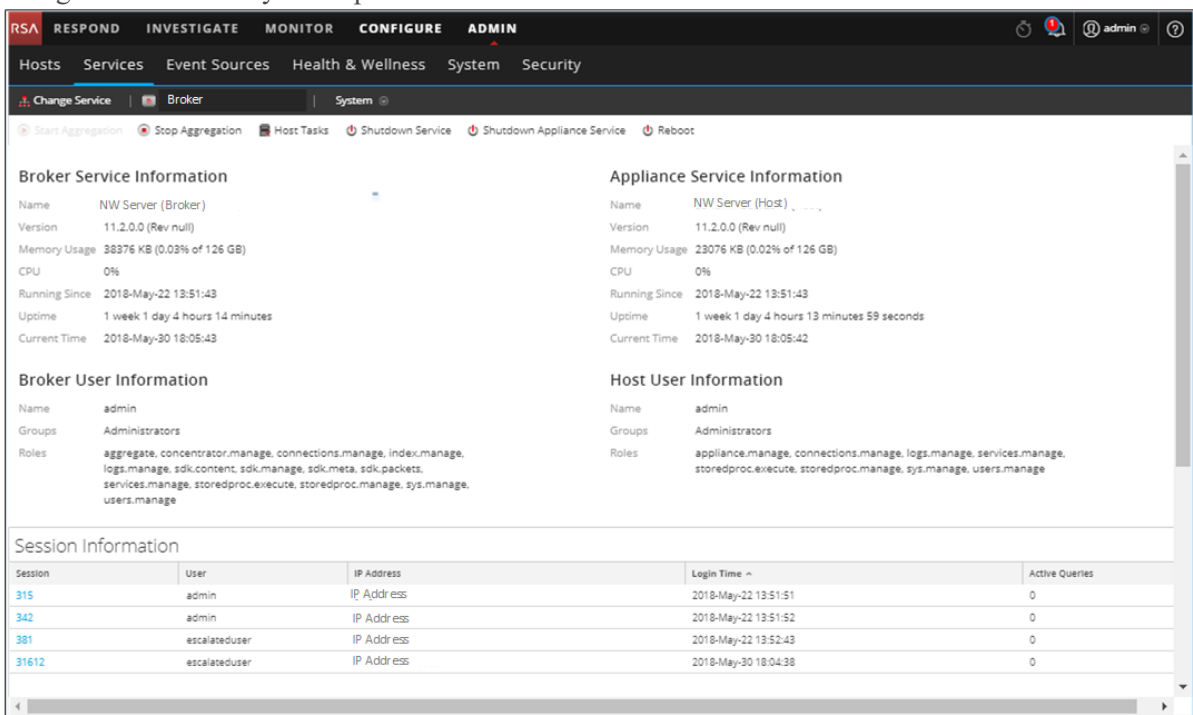 RSA RESPOND INVESTIGATE MONITOR CONFIGURE ADMIN 1 admin ?
Hosts Services Event Sources Health & Wellness System Security
Change Service | Broker | System
Start Aggregation Stop Aggregation Host Tasks Shutdown Service Shutdown Appliance Service Reboot
Broker Service Information
Name NW Server (Broker)
Version 11.2.0.0 (Rev null)
Memory Usage 38376 KB (0.03% of 126 GB)
CPU 0%
Running Since 2018-May-22 13:51:43
Uptime 1 week 1 day 4 hours 14 minutes
Current Time 2018-May-30 18:05:43
Appliance Service Information
Name NW Server (Host)
Version 11.2.0.0 (Rev null)
Memory Usage 23076 KB (0.02% of 126 GB)
CPU 0%
Running Since 2018-May-22 13:51:43
Uptime 1 week 1 day 4 hours 13 minutes 59 seconds
Current Time 2018-May-30 18:05:42
Broker User Information
Name admin
Groups Administrators
Roles aggregate, concentrator.manage, connections.manage, index.manage,
logs.manage, sdk.content, sdk.manage, sdk.meta, sdk.packets,
services.manage, storedproc.execute, storedproc.manage, sys.manage,
users.manage
Host User Information
Name admin
Groups Administrators
Roles appliance.manage, connections.manage, logs.manage, services.manage,
storedproc.execute, storedproc.manage, sys.manage, users.manage
Session Information
Session User IP Address Login Time Active Queries
315 admin IP Address 2018-May-22 13:51:51 0
342 admin IP Address 2018-May-22 13:51:52 0
381 escalateduser IP Address 2018-May-22 13:52:43 0
31612 escalateduser IP Address 2018-May-30 18:04:38 0